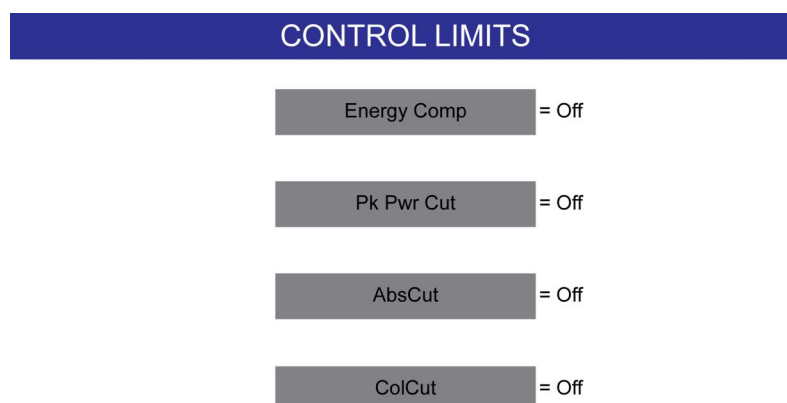 CONTROL LIMITS
Energy Comp = Off
Pk Pwr Cut = Off
AbsCut = Off
ColCut = Off